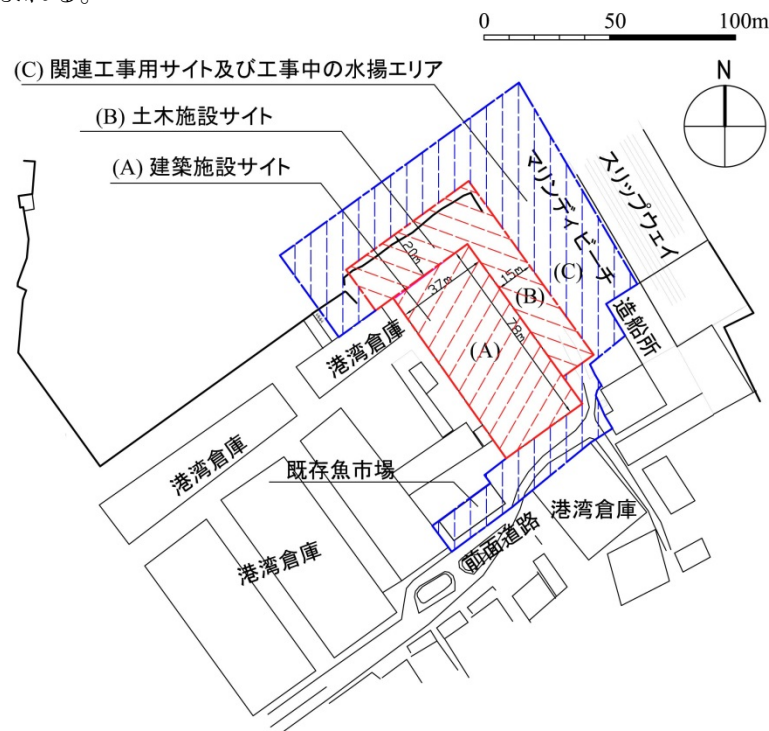 0 50 100m
(C) 関連工事用サイト及び工事中の水揚エリア
N
(B) 土木施設サイト
(A) 建築施設サイト
マリンディビーチ
スリップウェイ
20m
37m
15m
(C)
(B)
78m
造船所
(A)
港湾倉庫
港湾倉庫
既存魚市場
港湾倉庫
前面道路
港湾倉庫